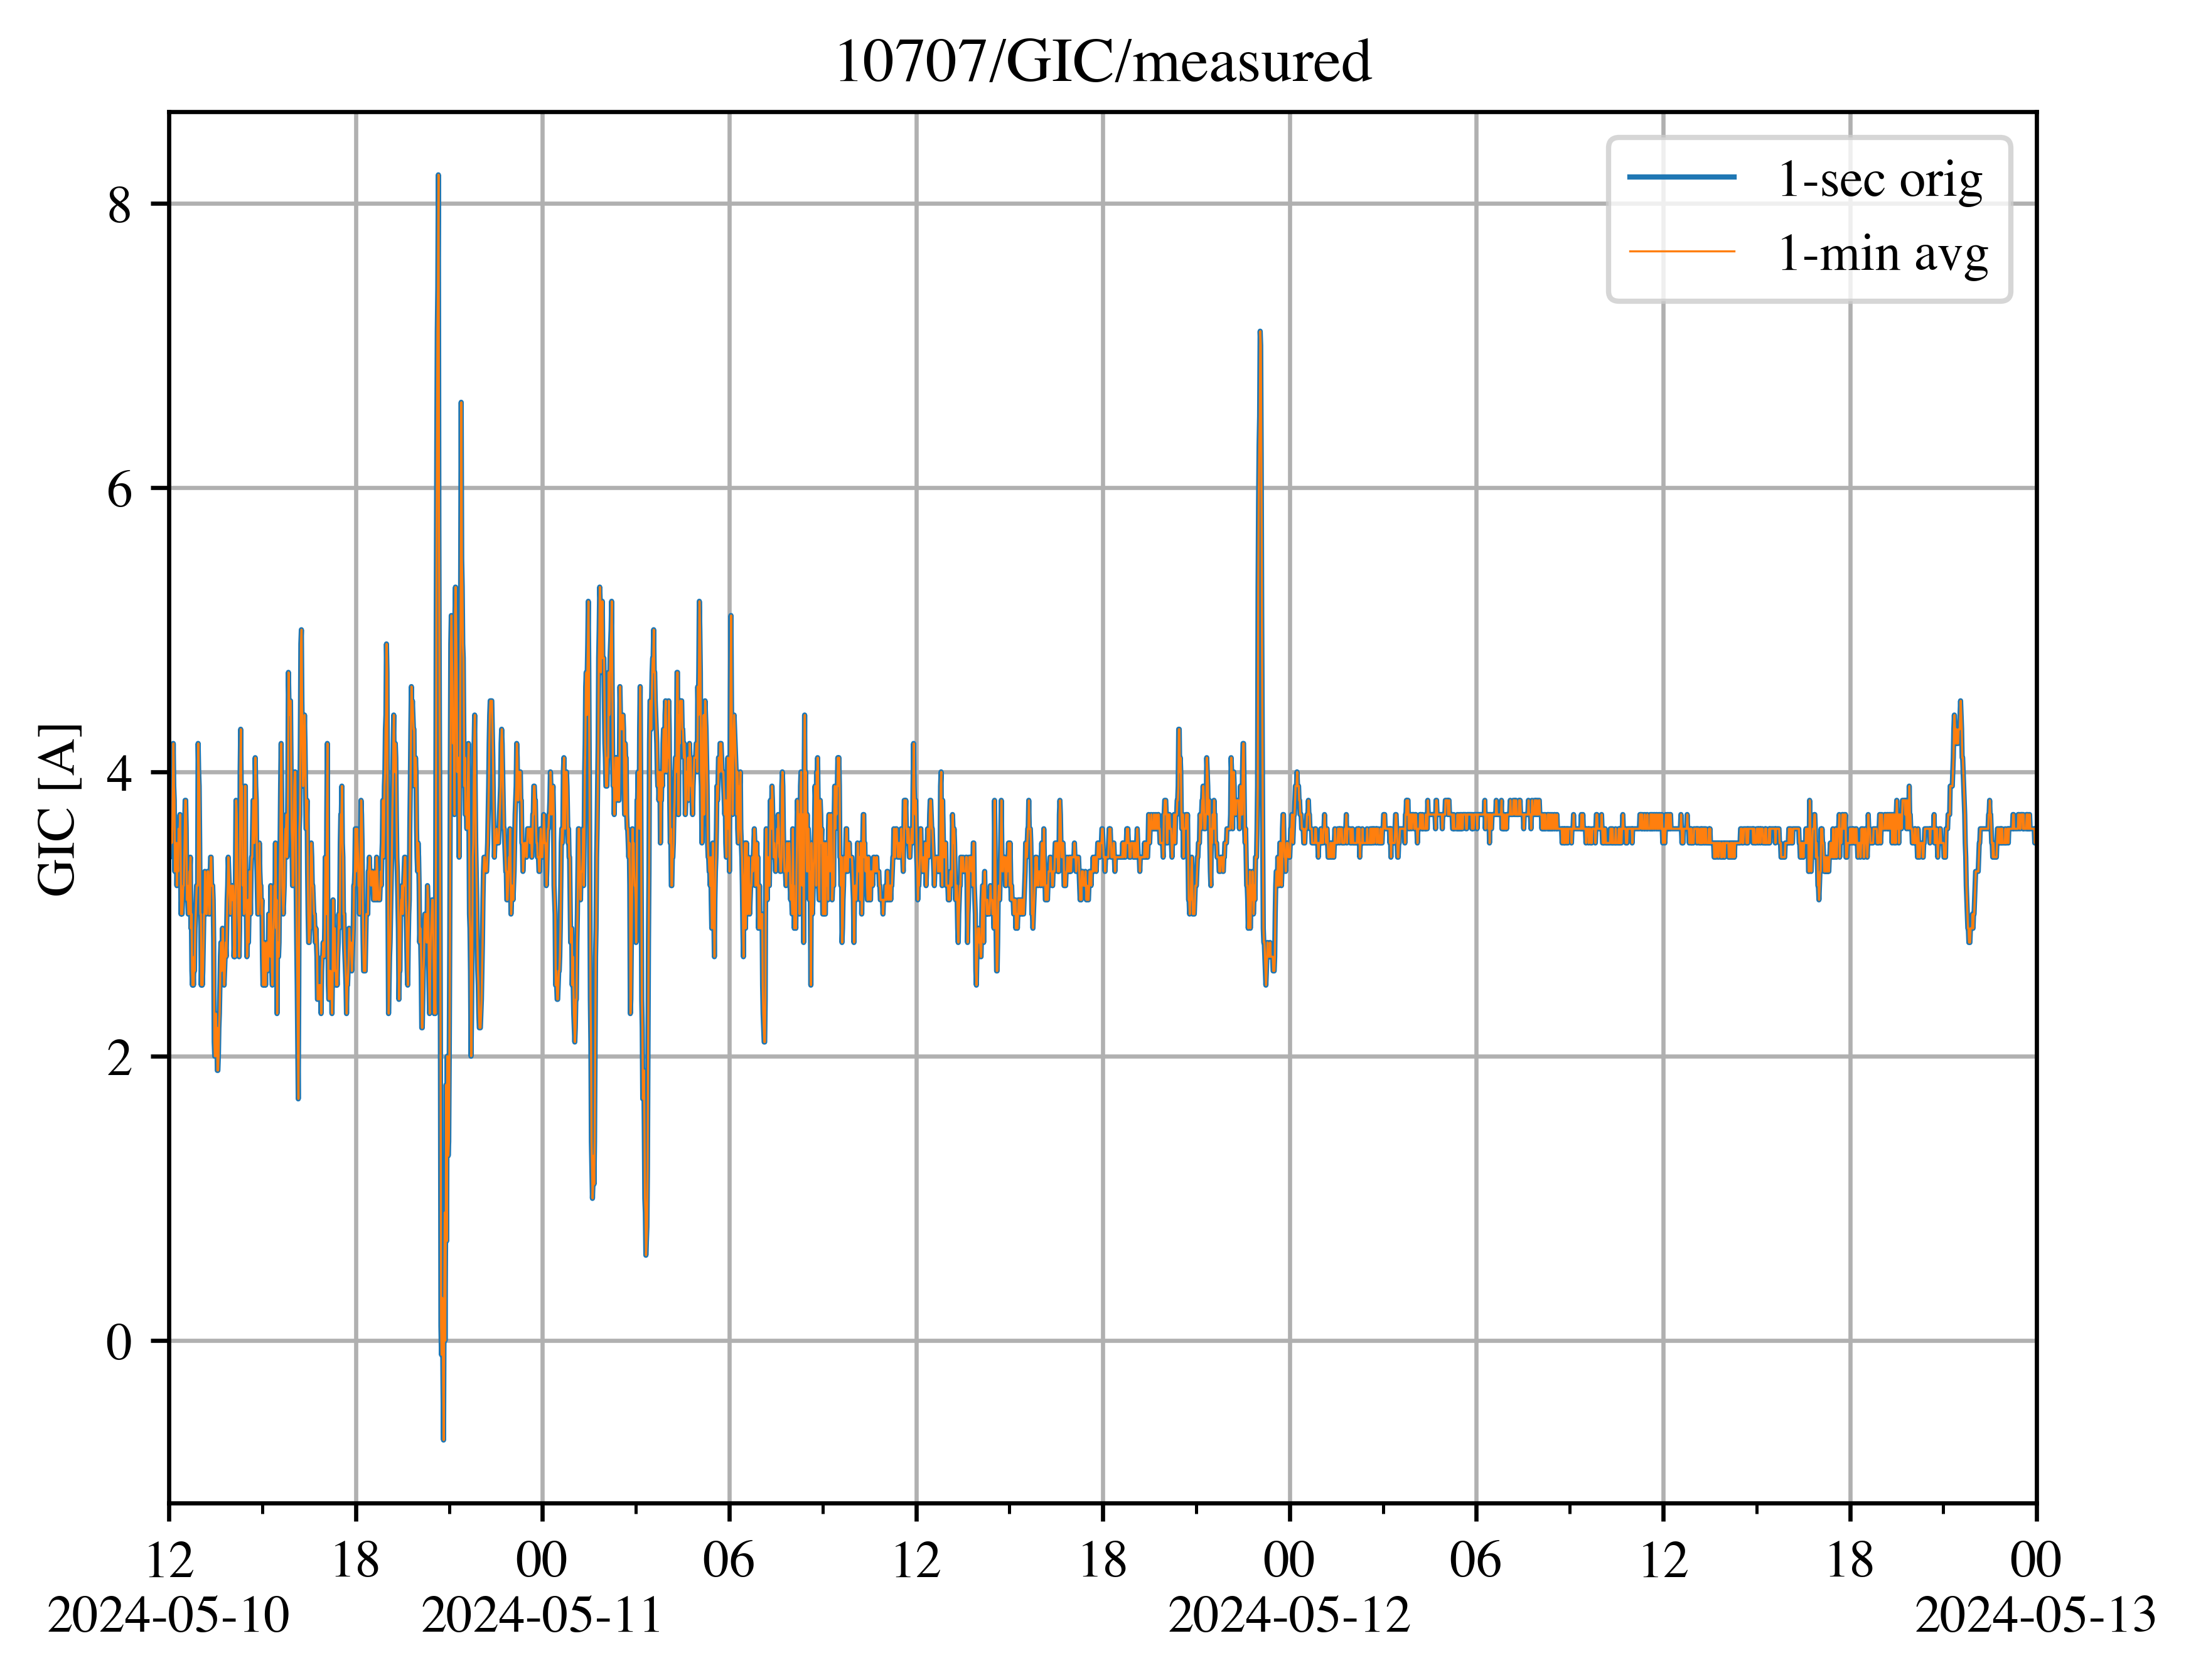 10707/GIC/measured
1-sec orig
1-min avg
GIC [A]
8
6
4
2
0
12 18 00 06 12 18 00 06 12 18 00
2024-05-10 2024-05-11 2024-05-12 2024-05-13